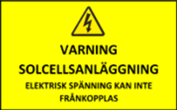 VARNING
SOLCELLSANLÄGGNING
ELEKTRISK SPÄNNING KAN INTE
FRÅNKOPPLAS